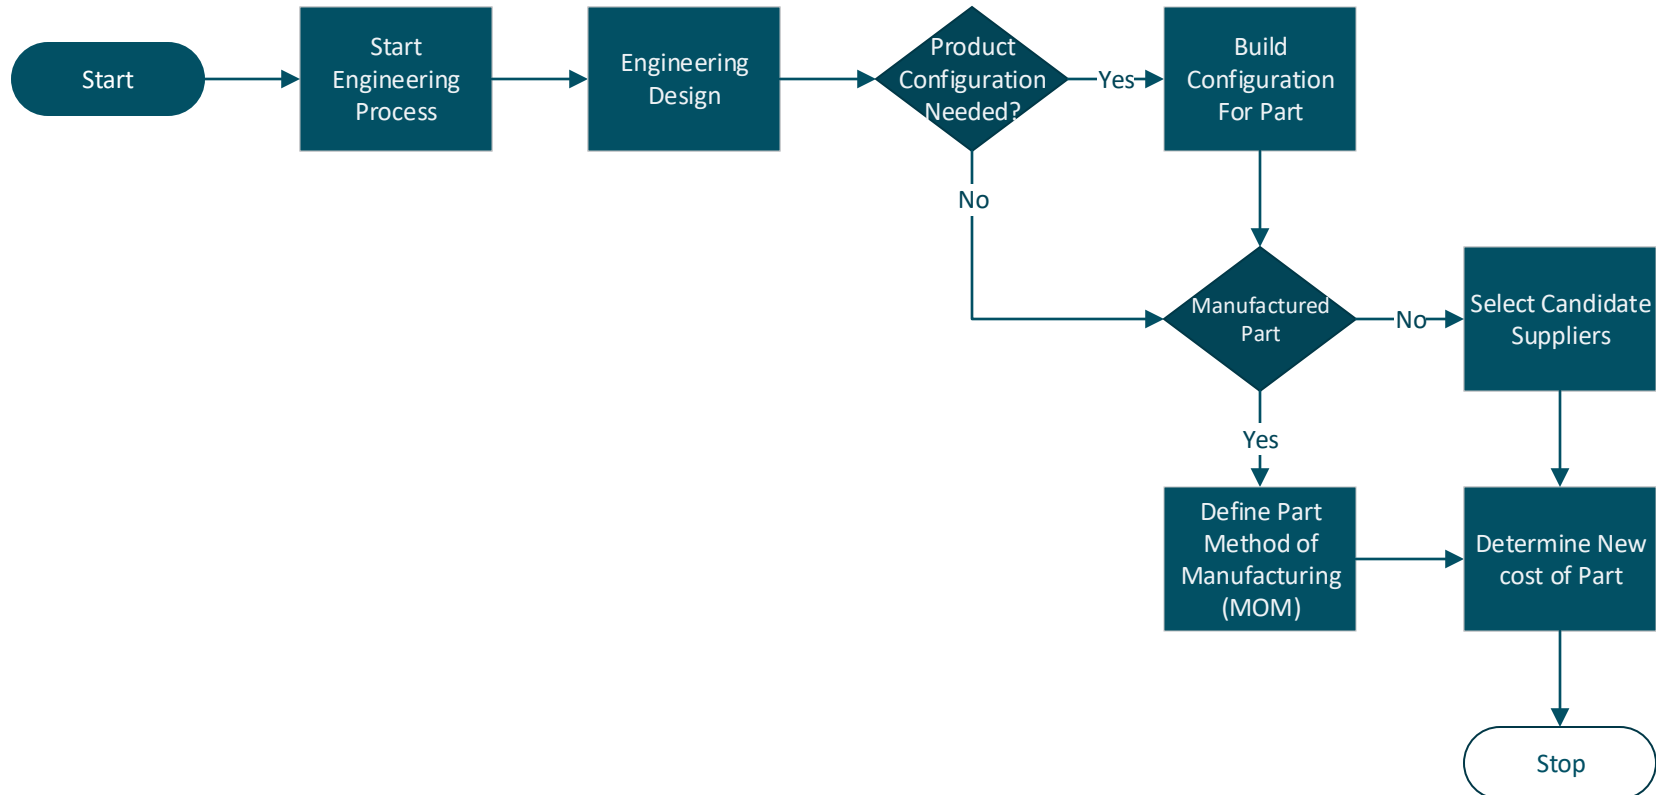 Start
Start
Engineering
Process
Engineering
Design
Product
Configuration
Needed?
Yes
Build
Configuration
For Part
No
Manufactured
Part
No
Select Candidate
Suppliers
Yes
Define Part
Method of
Manufacturing
(MOM)
Determine New
cost of Part
Stop